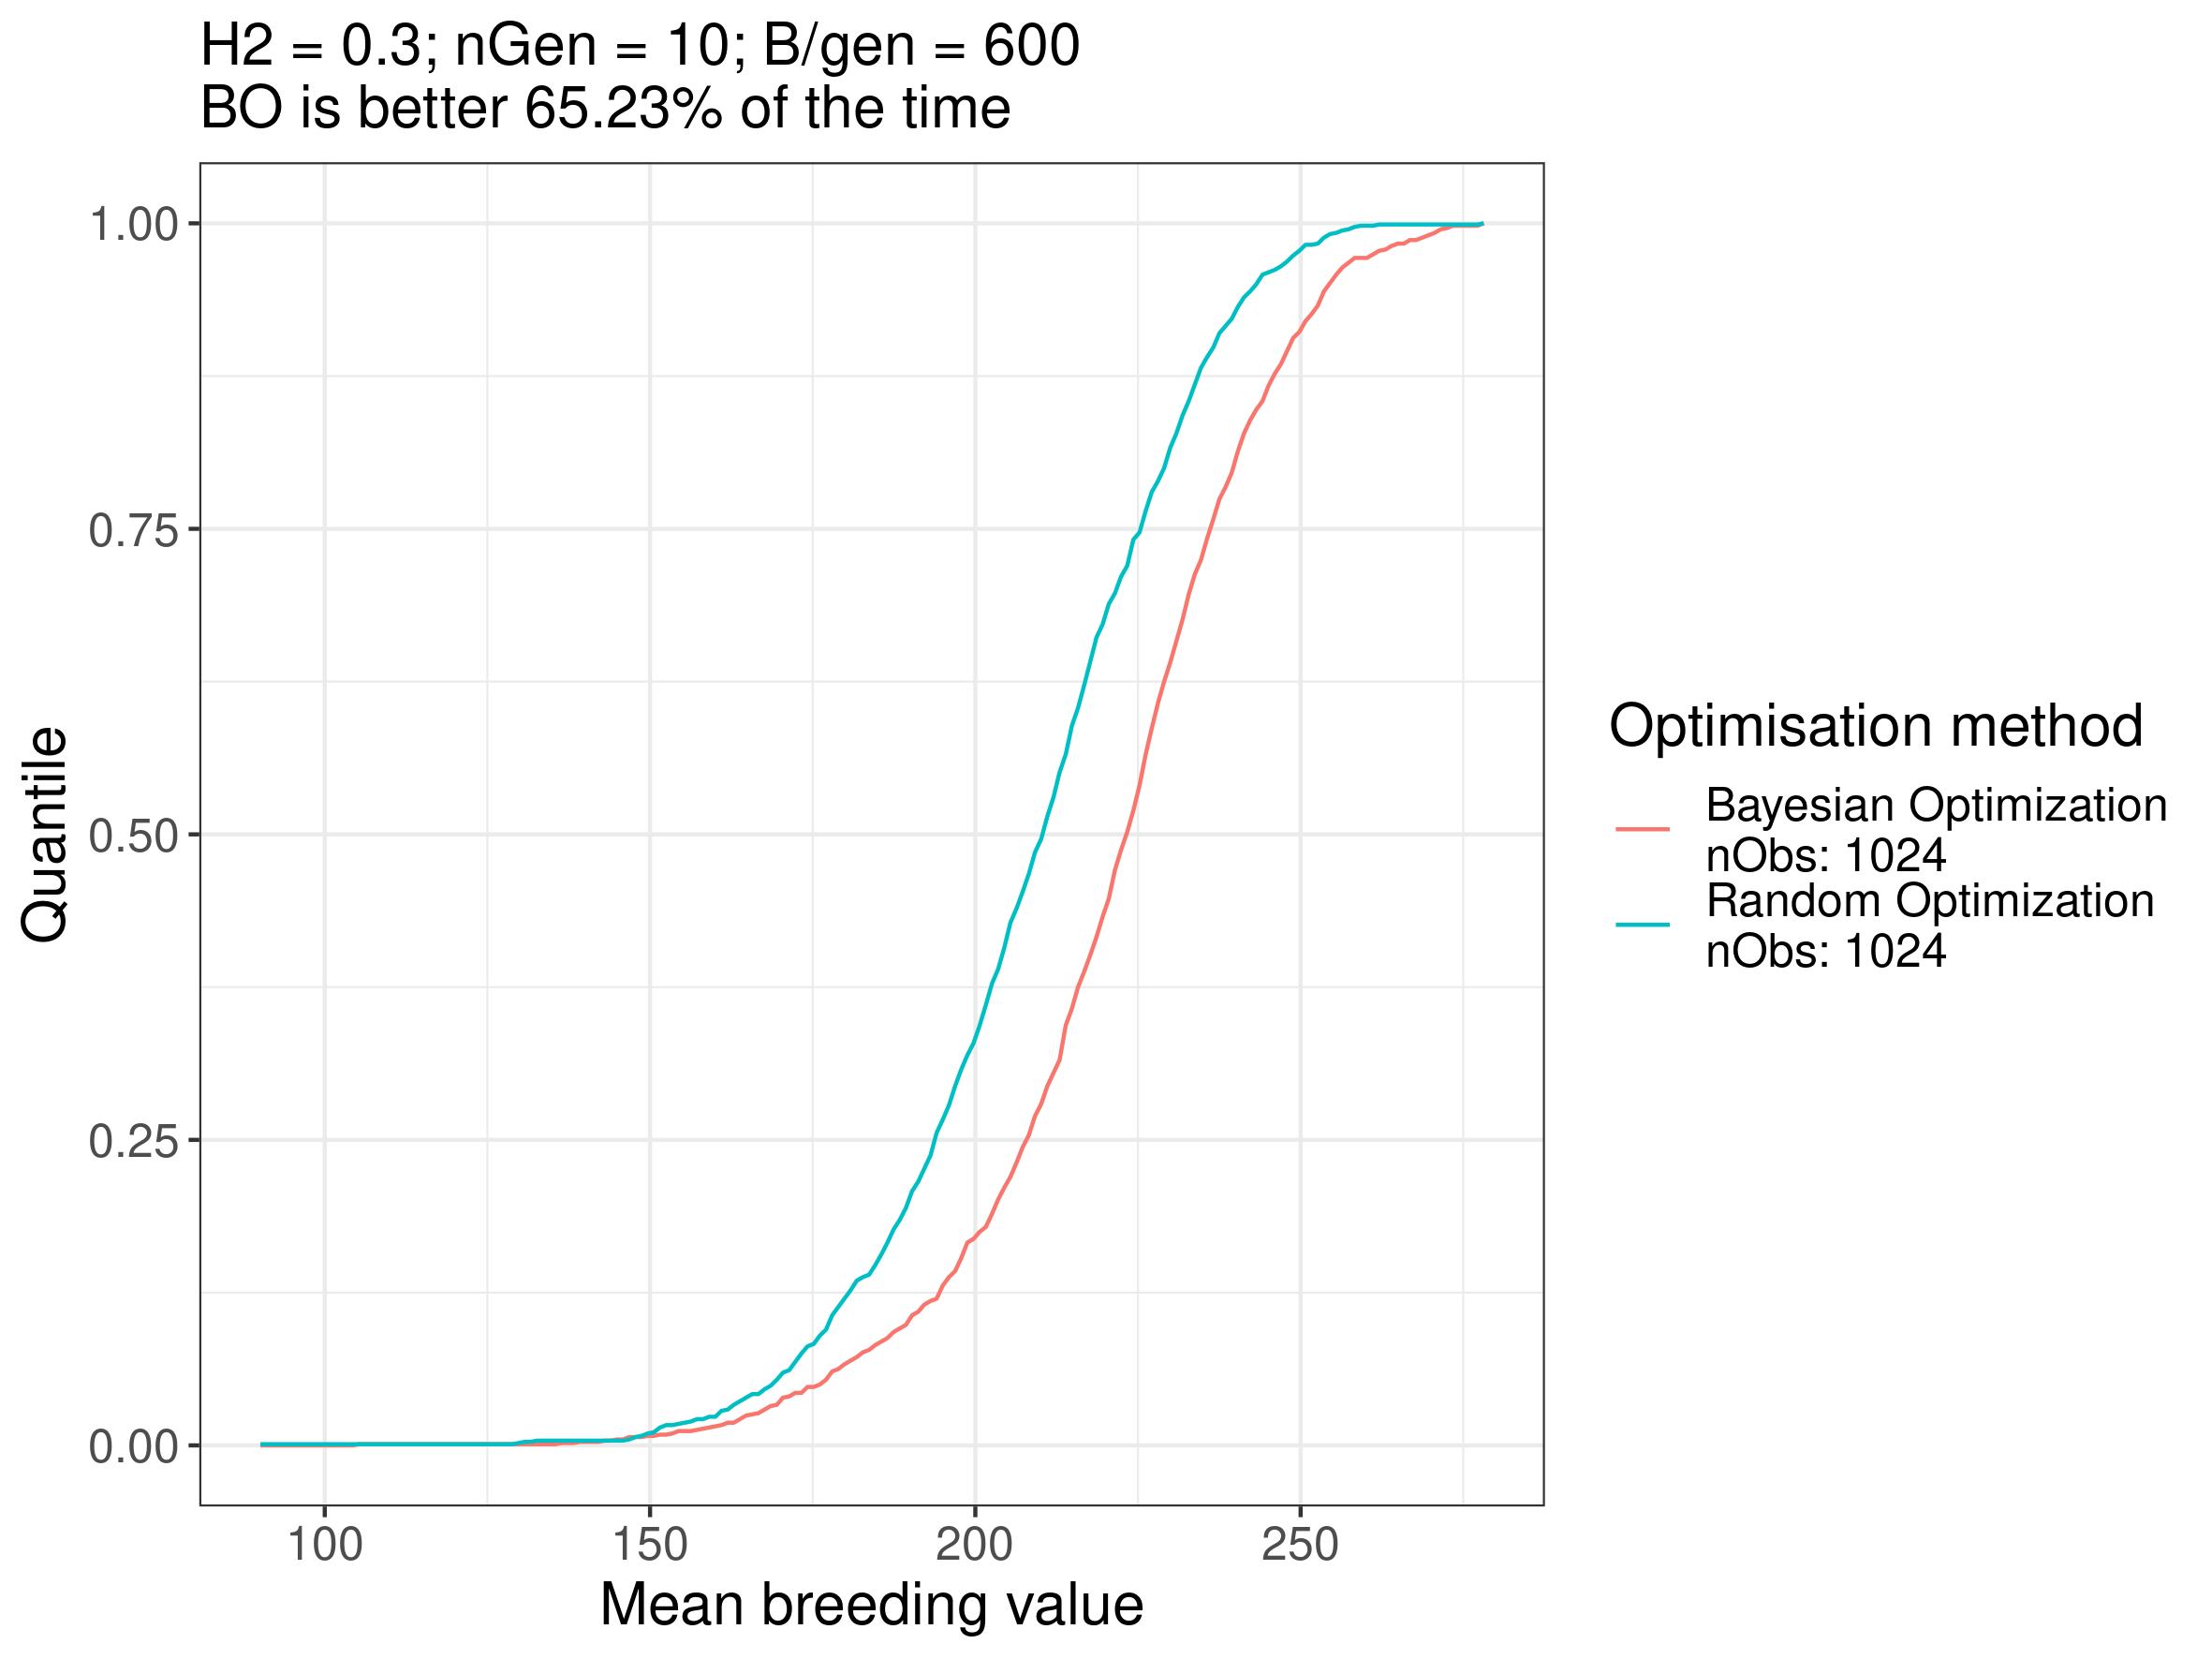 H2 = 0.3; nGen = 10; B/gen = 600
BO is better 65.23% of the time
1.00
0.75
0.50
0.25
0.00
Quantile
100
150
200
250
Mean breeding value
Optimisation method
Bayesian Optimization
nObs: 1024
Random Optimization
nObs: 1024